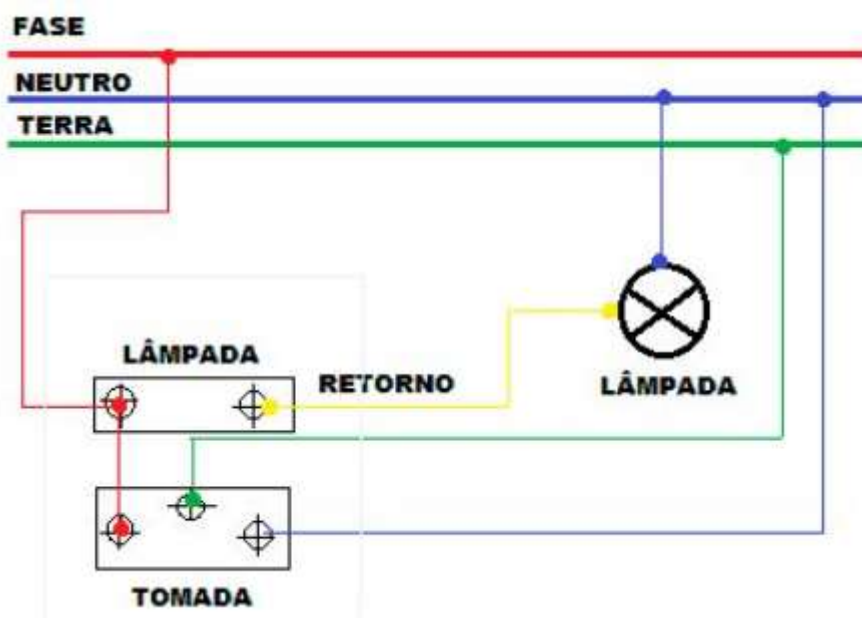 FASE
NEUTRO
TERRA
LÂMPADA
RETORNO
LÂMPADA
TOMADA